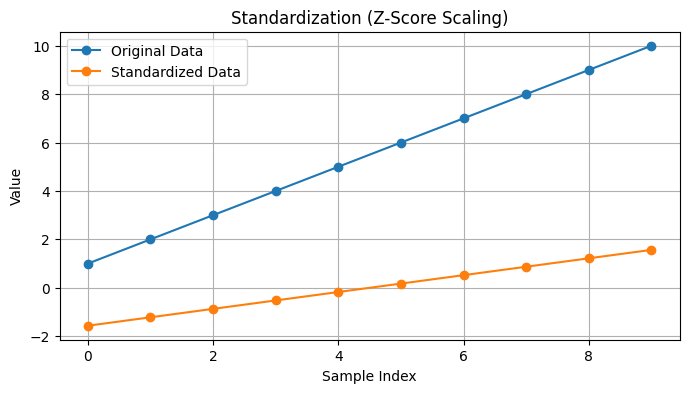 Standardization (Z-Score Scaling)
Original Data
Standardized Data
10
8
6
4
2
0
−2
Value
0 2 4 6 8
Sample Index